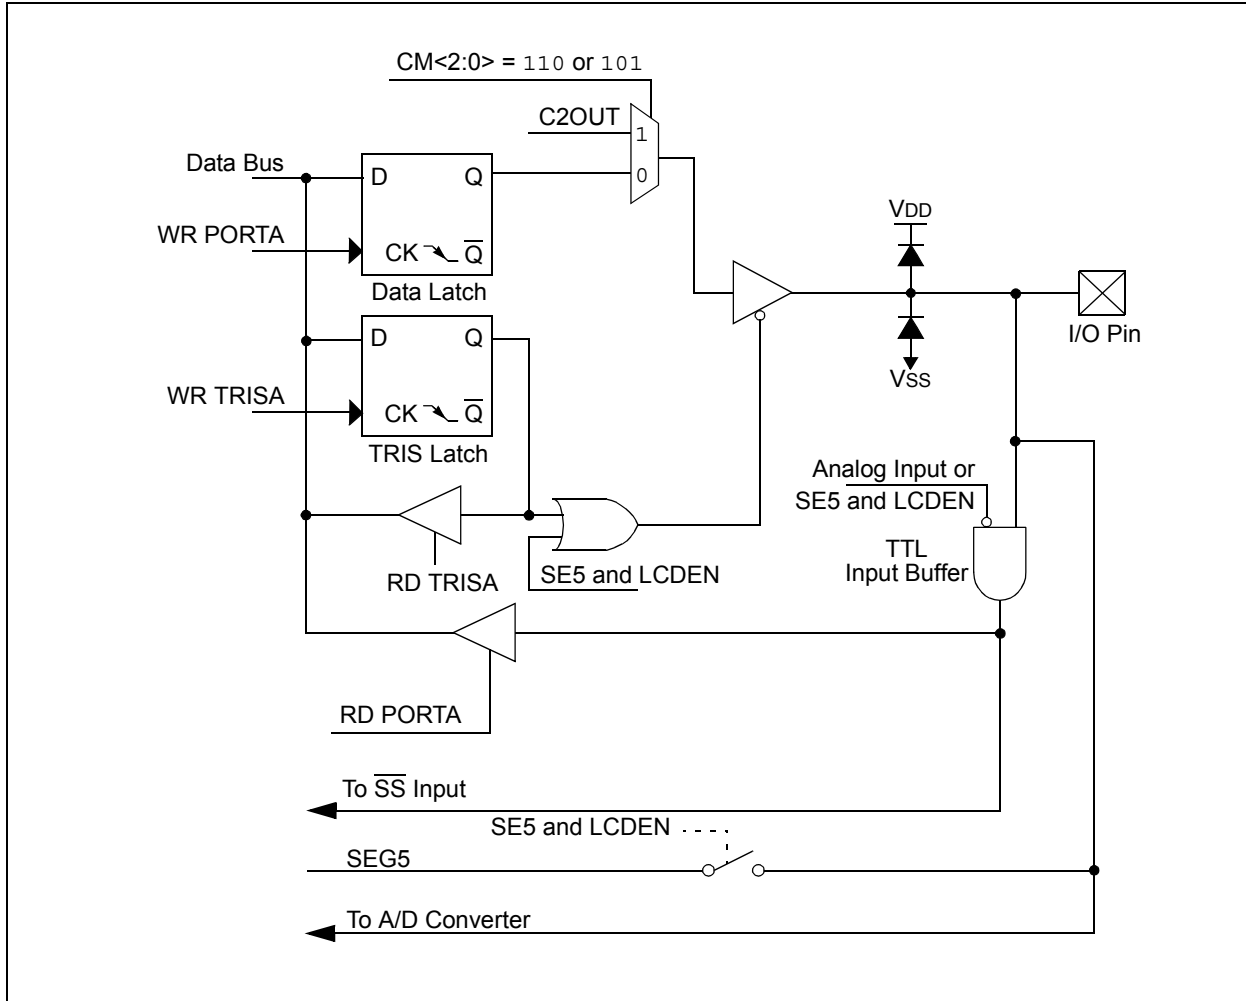 CM<2:0> = 110 or 101
C2OUT
1
0
Data Bus
D
Q
WR PORTA
CK
Q̅
Data Latch
VDD
I/O Pin
VSS
D
Q
WR TRISA
CK
Q̅
TRIS Latch
Analog Input or
SE5 and LCDEN
TTL
Input Buffer
RD TRISA
SE5 and LCDEN
RD PORTA
To S̅S̅ Input
SE5 and LCDEN
SEG5
To A/D Converter